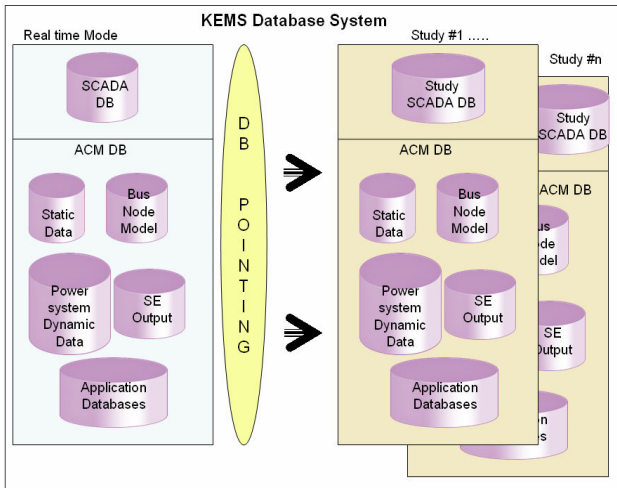 KEMS Database System
Real time Mode
SCADA
DB
ACM DB
Static
Data
Bus
Node
Model
Power
system
Dynamic
Data
SE
Output
Application
Databases
DB POINTING
Study #1 .....
Study
SCADA DB
ACM DB
Static
Data
Bus
Node
Model
Power
system
Dynamic
Data
SE
Output
Application
Databases
Study #n
Study
SCADA DB
ACM DB
SE